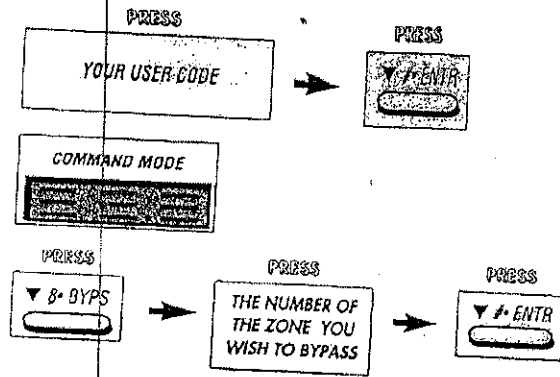 PRESS PRESS
YOUR USER CODE ▼ #• ENTR
COMMAND MODE
PRESS PRESS PRESS
▼ 8• BYPS THE NUMBER OF ▼ #• ENTR
THE ZONE YOU
WISH TO BYPASS